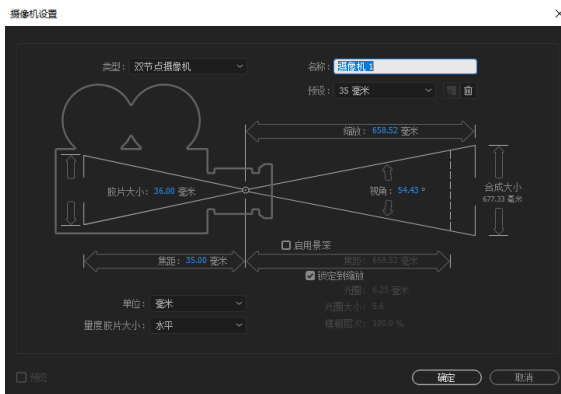 摄像机设置
类型: 双节点摄像机
名称: 摄像机 1
预设: 35 毫米
缩放: 658.52 毫米
胶片大小: 36.00 毫米
视角: 54.43 °
合成大小
677.33 毫米
启用景深
焦距: 35.00 毫米
焦距: 658.52 毫米
锁定到缩放
单位: 毫米
光圈: 6.25 毫米
光圈大小: 5.6
量度胶片大小: 水平
模糊层次: 100.0 %
预览
确定
取消